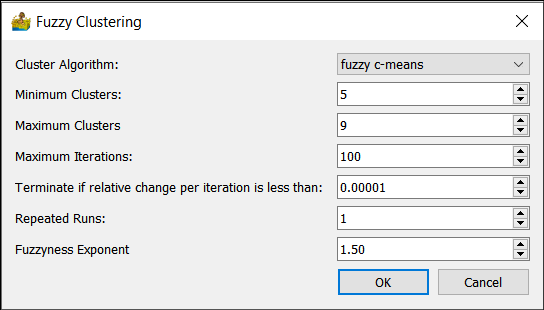 Fuzzy Clustering
Cluster Algorithm: fuzzy c-means
Minimum Clusters: 5
Maximum Clusters 9
Maximum Iterations: 100
Terminate if relative change per iteration is less than: 0.00001
Repeated Runs: 1
Fuzzyness Exponent 1.50
OK Cancel